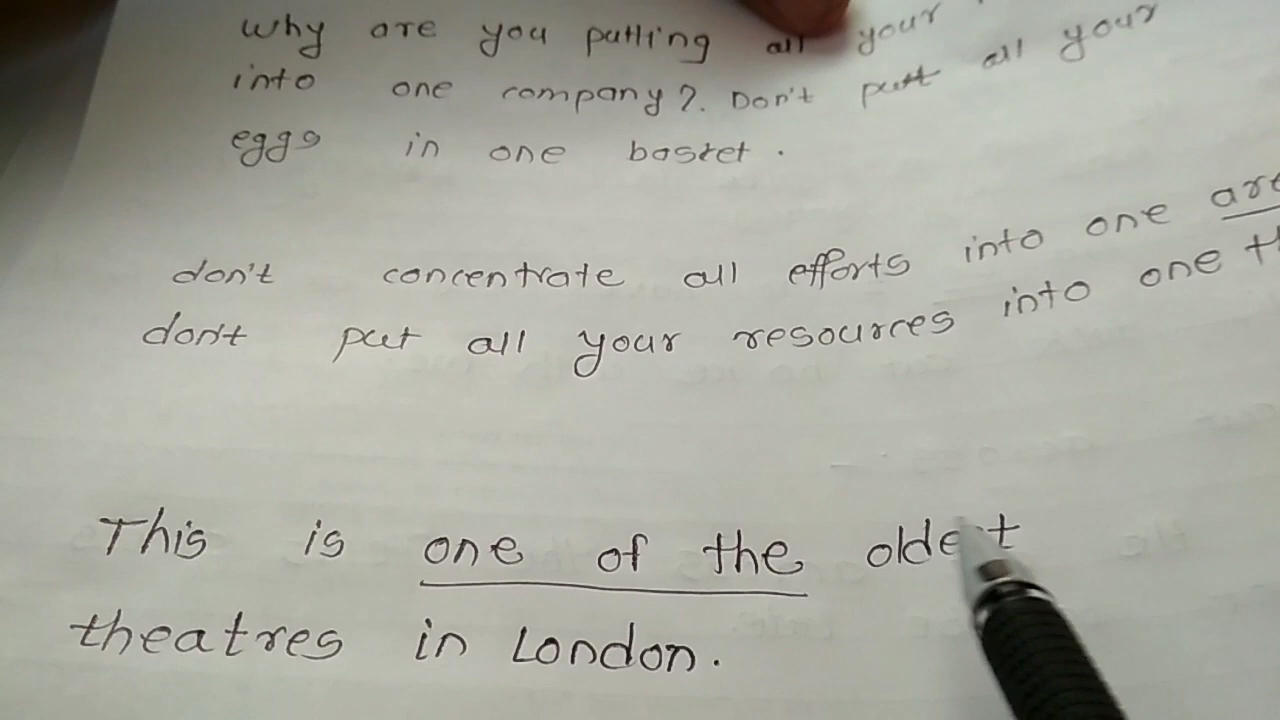 why are you putting all your
into one company?. Don't put all your
eggs in one basket.
don't concentrate all efforts into one
don't put all your resources into one
This is one of the oldest
theatres in London.